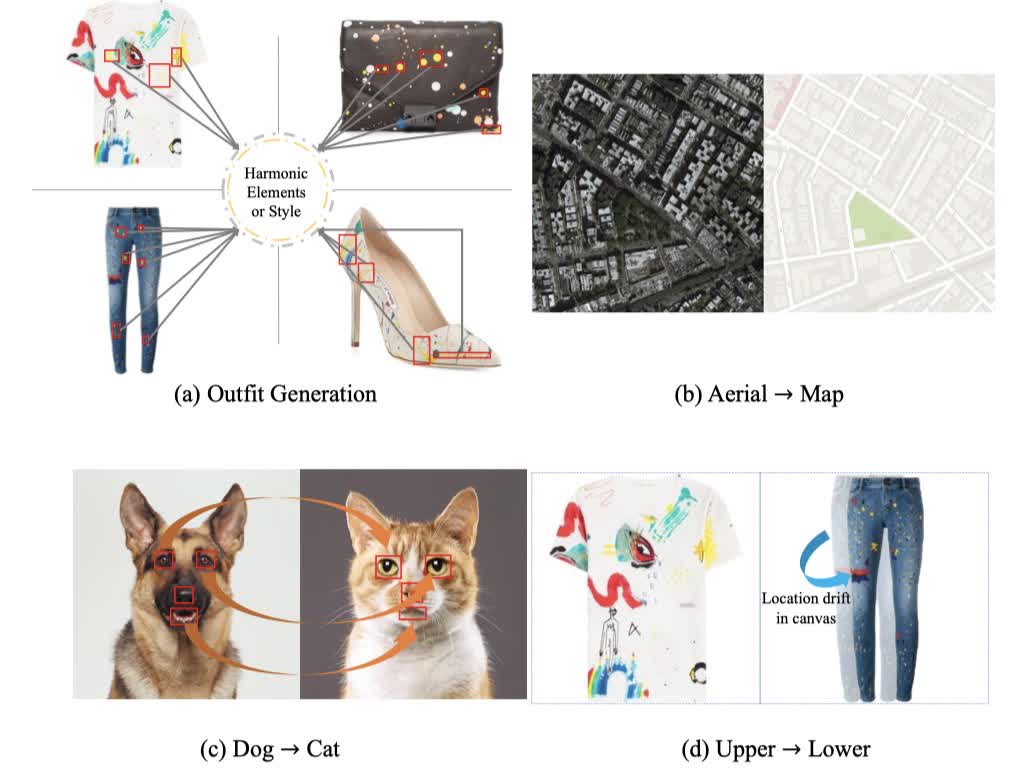 Harmonic
Elements
or Style
(a) Outfit Generation
(b) Aerial → Map
Location drift
in canvas
(c) Dog → Cat
(d) Upper → Lower